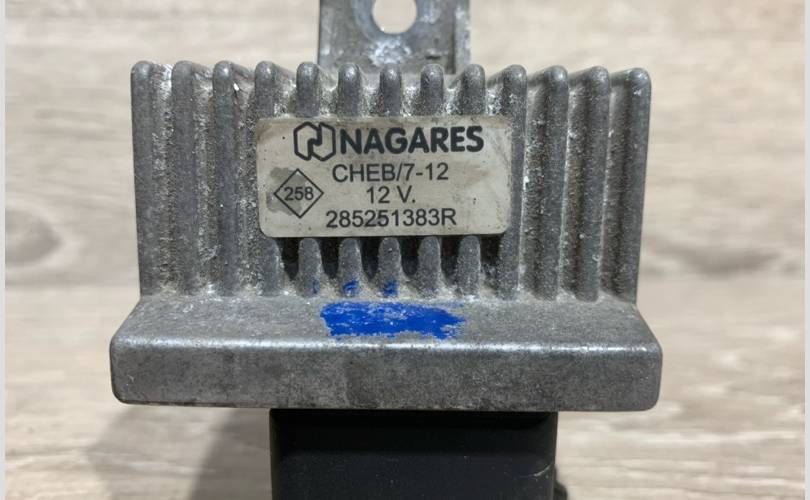 NAGARES
CHEB/7-12
258
12 V.
285251383R